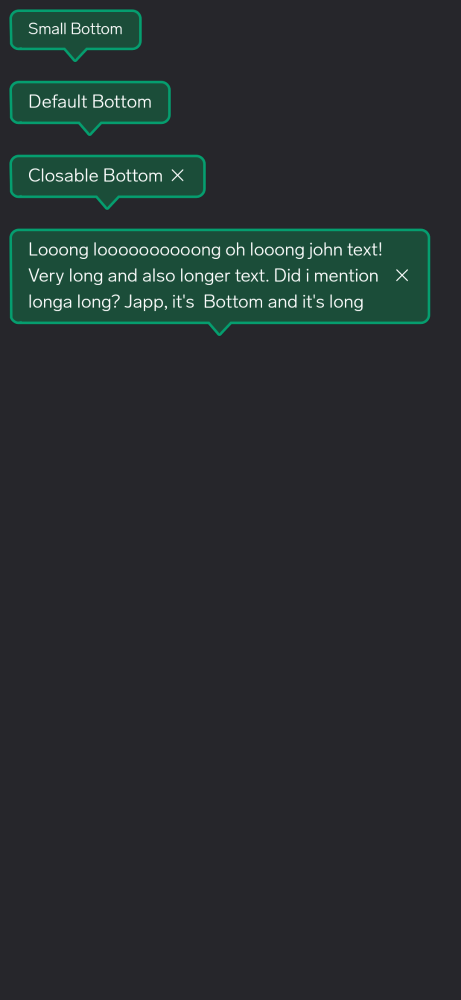 Small Bottom
Default Bottom
Closable Bottom
Looong loooooooooong oh looong john text!
Very long and also longer text. Did i mention
longa long? Japp, it's  Bottom and it's long